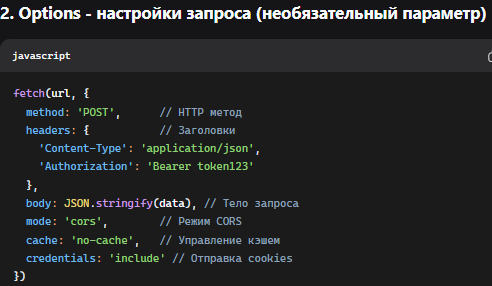 2. Options - настройки запроса (необязательный параметр)
javascript
fetch(url, {
  method: 'POST',      // HTTP метод
  headers: {           // Заголовки
    'Content-Type': 'application/json',
    'Authorization': 'Bearer token123'
  },
  body: JSON.stringify(data), // Тело запроса
  mode: 'cors',        // Режим CORS
  cache: 'no-cache',   // Управление кэшем
  credentials: 'include' // Отправка cookies
})